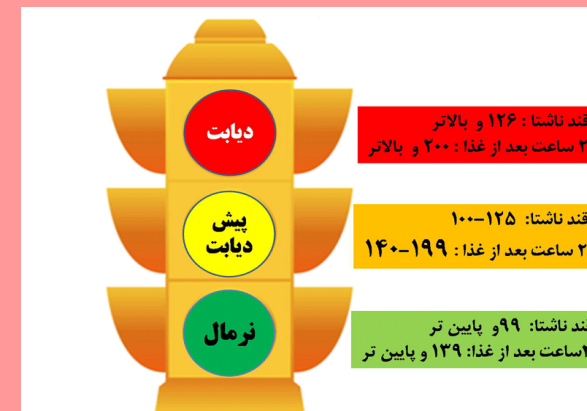 دیابت
قند ناشتا : ۱۲۶ و بالاتر
۲ ساعت بعد از غذا : ۲۰۰ و بالاتر
پیش
دیابت
قند ناشتا: ۱۲۵-۱۰۰
۲ ساعت بعد از غذا : ۱۹۹-۱۴۰
نرمال
قند ناشتا: ۹۹و پایین تر
۲ساعت بعد از غذا: ۱۳۹ و پایین تر